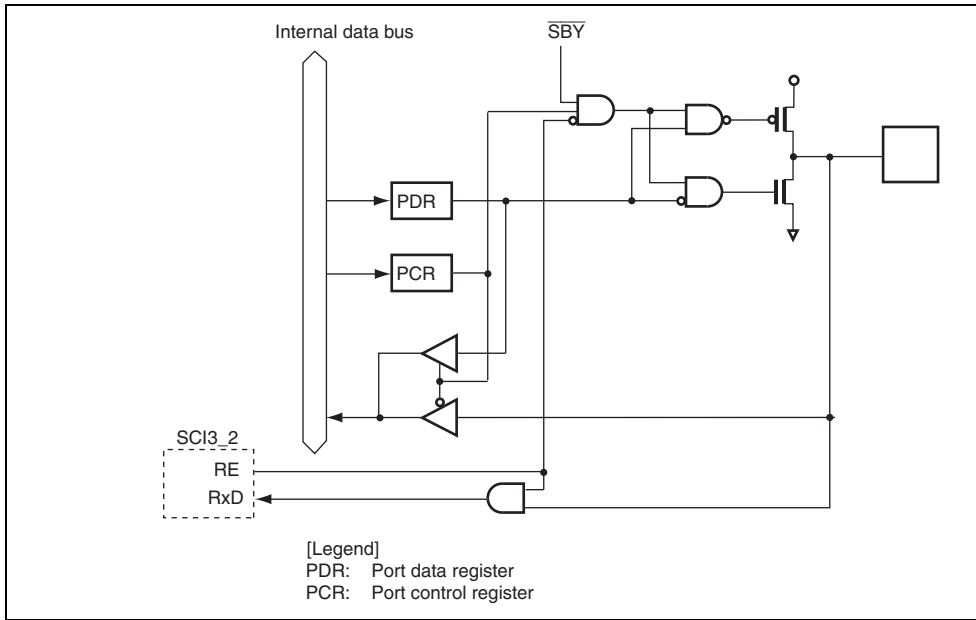 Internal data bus
SBY
PDR
PCR
SCI3_2
RE
RxD
[Legend]
PDR: Port data register
PCR: Port control register